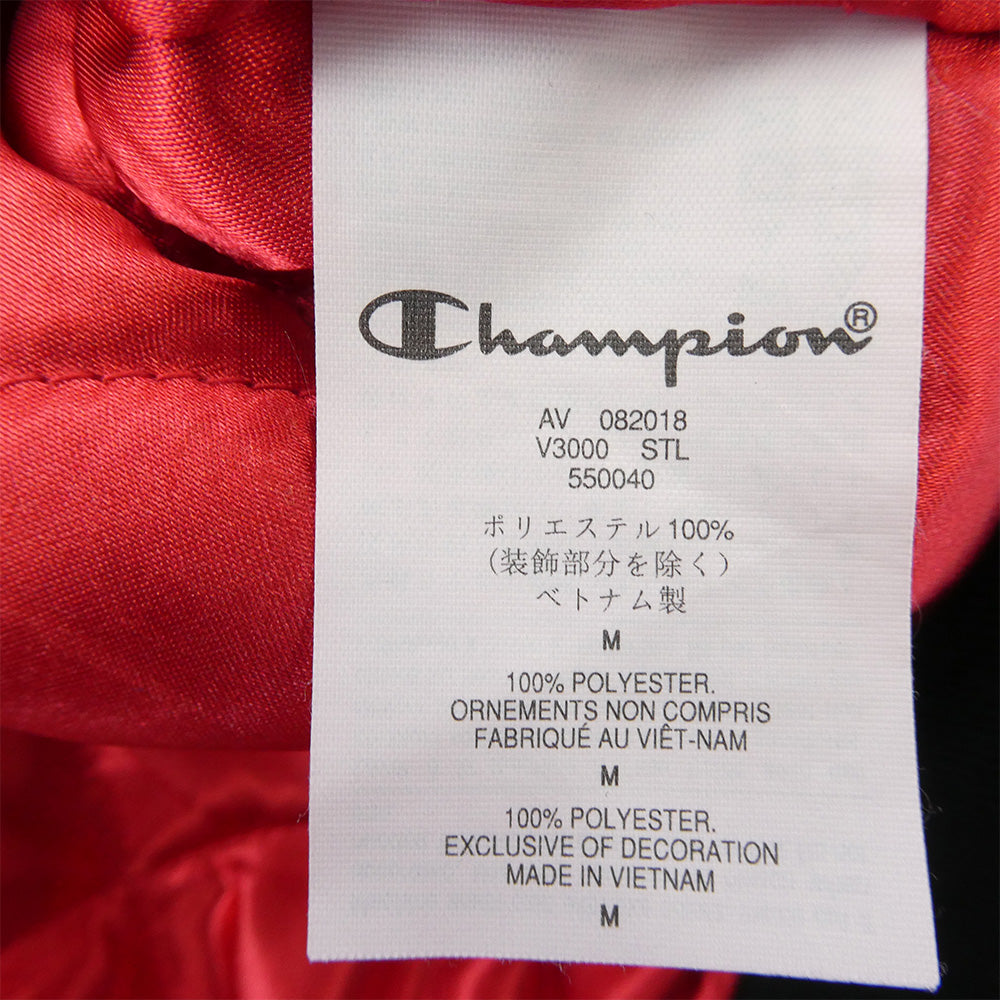 Champion®
AV 082018
V3000 STL
550040
ポリエステル100%
(装飾部分を除く)
ベトナム製
M
100% POLYESTER.
ORNEMENTS NON COMPRIS
FABRIQUÉ AU VIÊT-NAM
M
100% POLYESTER.
EXCLUSIVE OF DECORATION
MADE IN VIETNAM
M